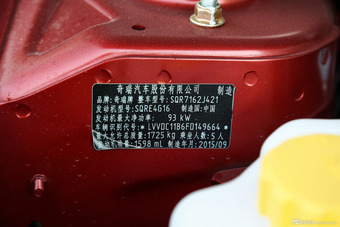 奇瑞汽车股份有限公司 制造
品牌:奇瑞牌 整车型号:SQR7162J421
发动机型号:SQRE4G16 制造国:中国
发动机最大净功率: 93 kW
车辆识别代号:*LVVDC11B6FD149664*
最大允许总质量:1725 kg 乘坐人数:5人
发动机排量:1598 mL 制造年月:2015/09